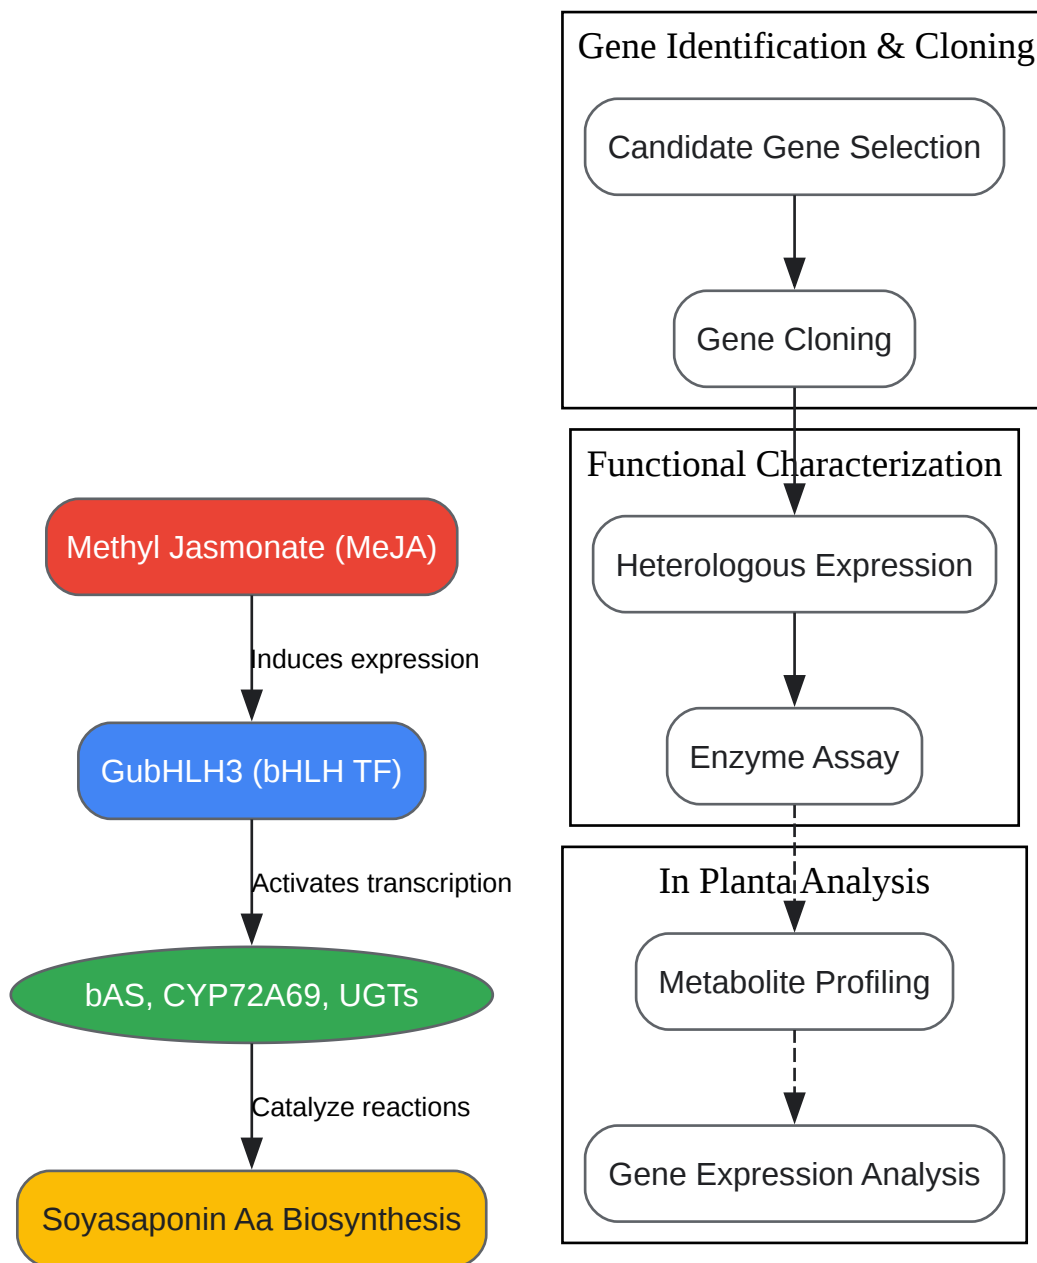 Methyl Jasmonate (MeJA)
Induces expression
GubHLH3 (bHLH TF)
Activates transcription
bAS, CYP72A69, UGTs
Catalyze reactions
Soyasaponin Aa Biosynthesis
Gene Identification & Cloning
Candidate Gene Selection
Gene Cloning
Functional Characterization
Heterologous Expression
Enzyme Assay
In Planta Analysis
Metabolite Profiling
Gene Expression Analysis